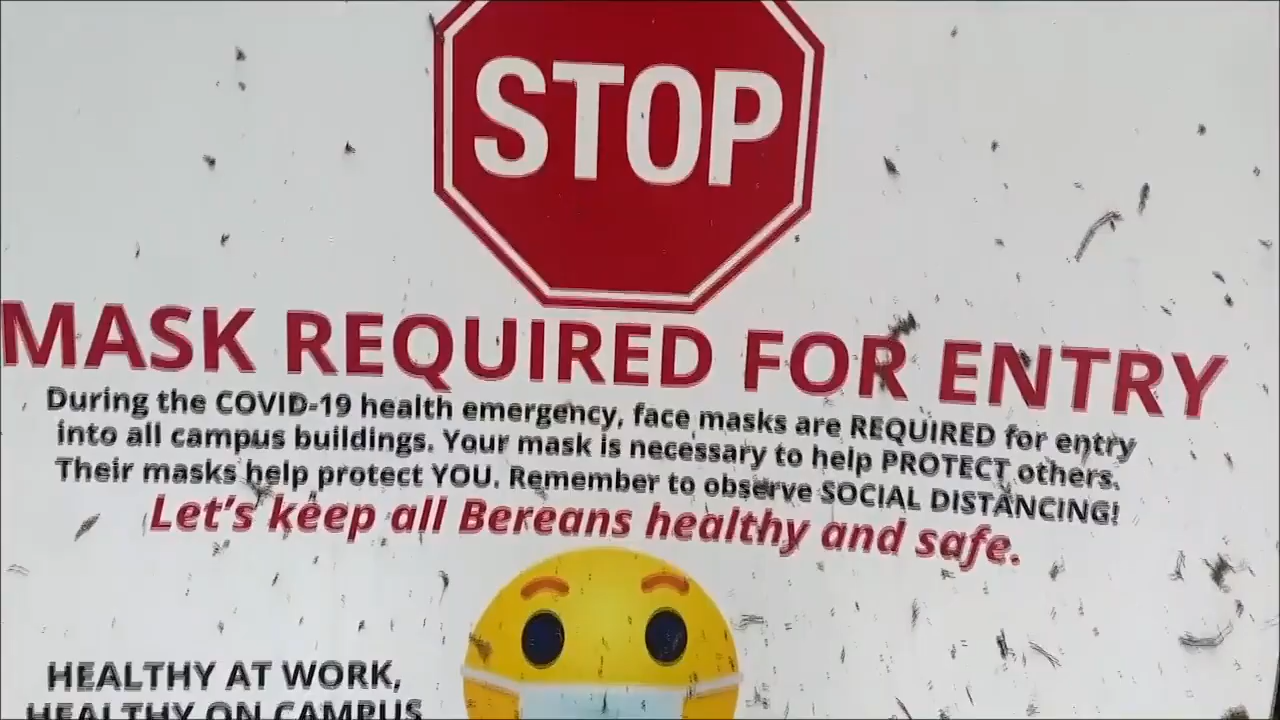 STOP
MASK REQUIRED FOR ENTRY
During the COVID-19 health emergency, face masks are REQUIRED for entry
into all campus buildings. Your mask is necessary to help PROTECT others.
Their masks help protect YOU. Remember to observe SOCIAL DISTANCING!
Let's keep all Bereans healthy and safe.
HEALTHY AT WORK,
HEALTHY ON CAMPUS